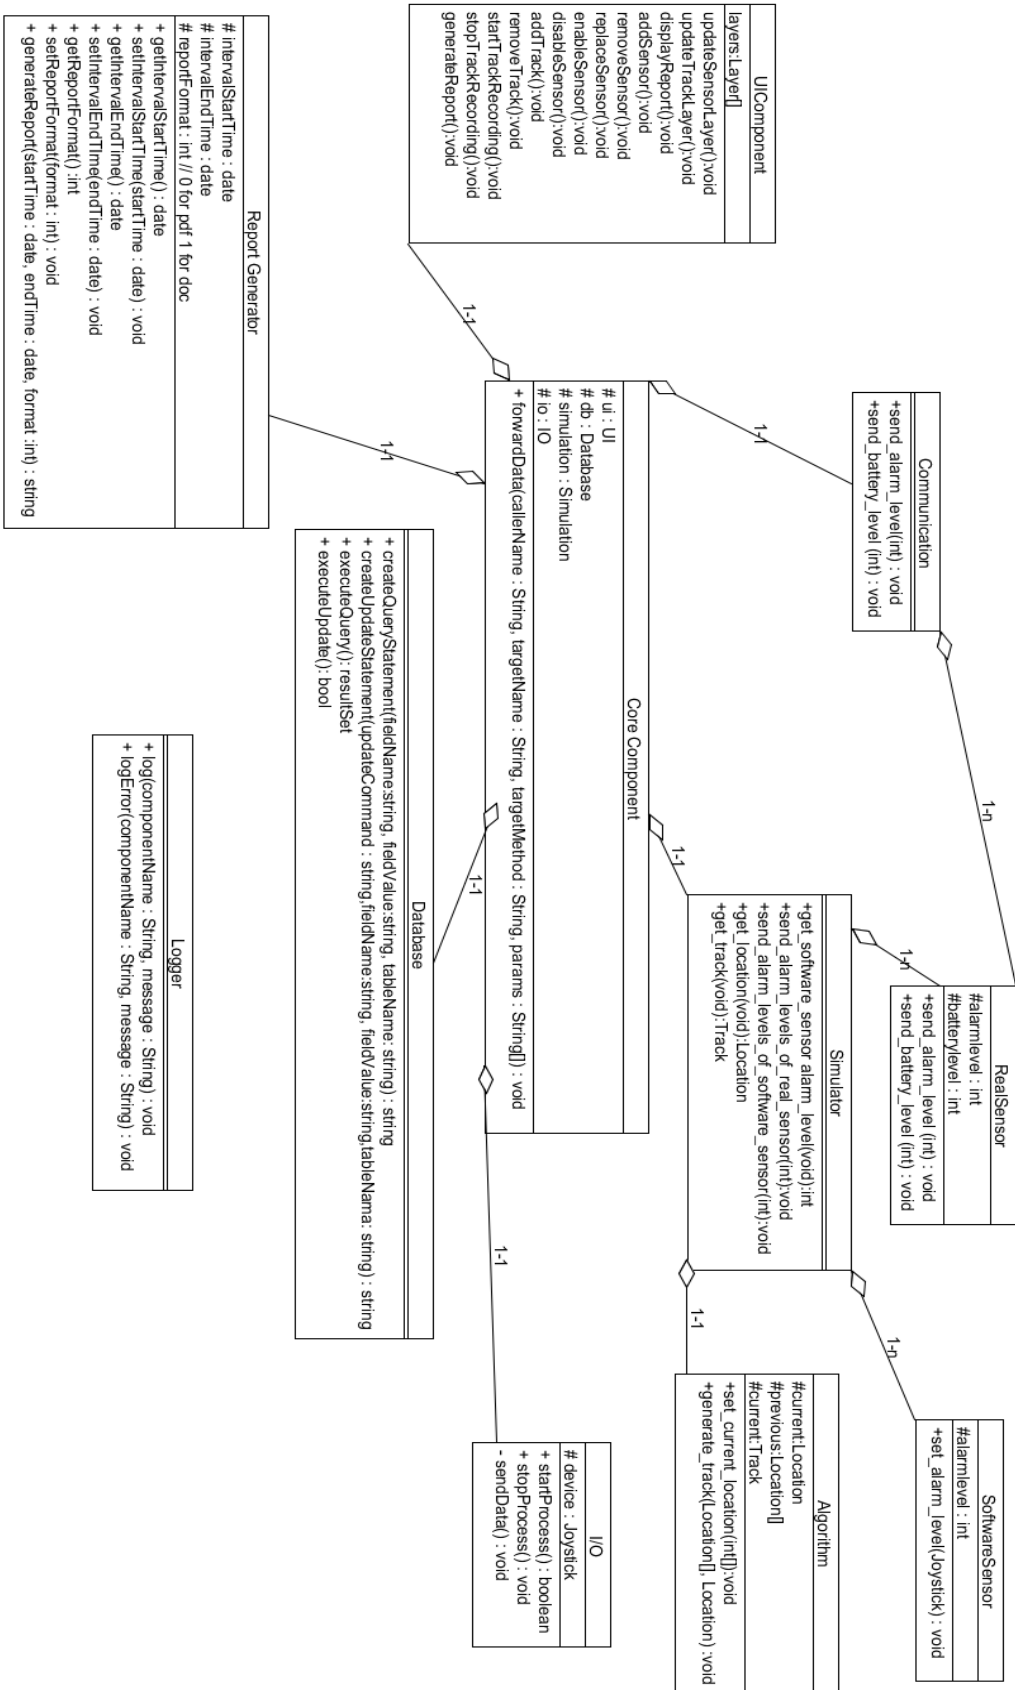 UIComponent
layers:Layer[]
updateSensorLayer():void
updateTrackLayer():void
displayReport():void
addSensor():void
removeSensor():void
replaceSensor():void
enableSensor():void
disableSensor():void
addTrack():void
removeTrack():void
startTrackRecording():void
stopTrackRecording():void
generateReport():void
1-1
Communication
+send_alarm_level(int) : void
+send_battery_level (int) : void
1-1
1-n
RealSensor
#alarmlevel : int
#batterylevel : int
+send_alarm_level (int) : void
+send_battery_level (int) : void
SoftwareSensor
#alarmlevel : int
+set_alarm_level(Joystick) : void
1-n
1-n
Simulator
+get_software_sensor alarm_level(void):int
+send_alarm_levels_of_real_sensor(int):void
+send_alarm_levels_of_software_sensor(int):void
+get_location(void):Location
+get_track(void):Track
1-1
1-1
Algorithm
#current:Location
#previous:Location[]
#current:Track
+set_current_location(int[]):void
+generate_track(Location[], Location) :void
Core Component
# ui : UI
# db : Database
# simulation : Simulation
# io : IO
+ forwardData(callerName : String, targetName : String, targetMethod : String, params : String[]) : void
1-1
1-1
1-1
I/O
# device : Joystick
+ startProcess() : boolean
+ stopProcess() : void
- sendData() : void
Report Generator
# intervalStartTime : date
# intervalEndTime : date
# reportFormat : int // 0 for pdf 1 for doc
+ getIntervalStartTime() : date
+ setIntervalStartTIme(startTime : date) : void
+ getIntervalEndTime() : date
+ setIntervalEndTIme(endTime : date) : void
+ getReportFormat() :int
+ setReportFormat(format : int) : void
+ generateReport(startTime : date, endTime : date, format :int) : string
Database
+ createQueryStatement(fieldName:string, fieldValue:string, tableName: string) : string
+ createUpdateStatement(updateCommand : string,fieldName:string, fieldValue:string,tableNama: string) : string
+ executeQuery(): resultSet
+ executeUpdate(): bool
Logger
+ log(componentName : String, message : String) : void
+ logError(componentName : String, message : String) : void